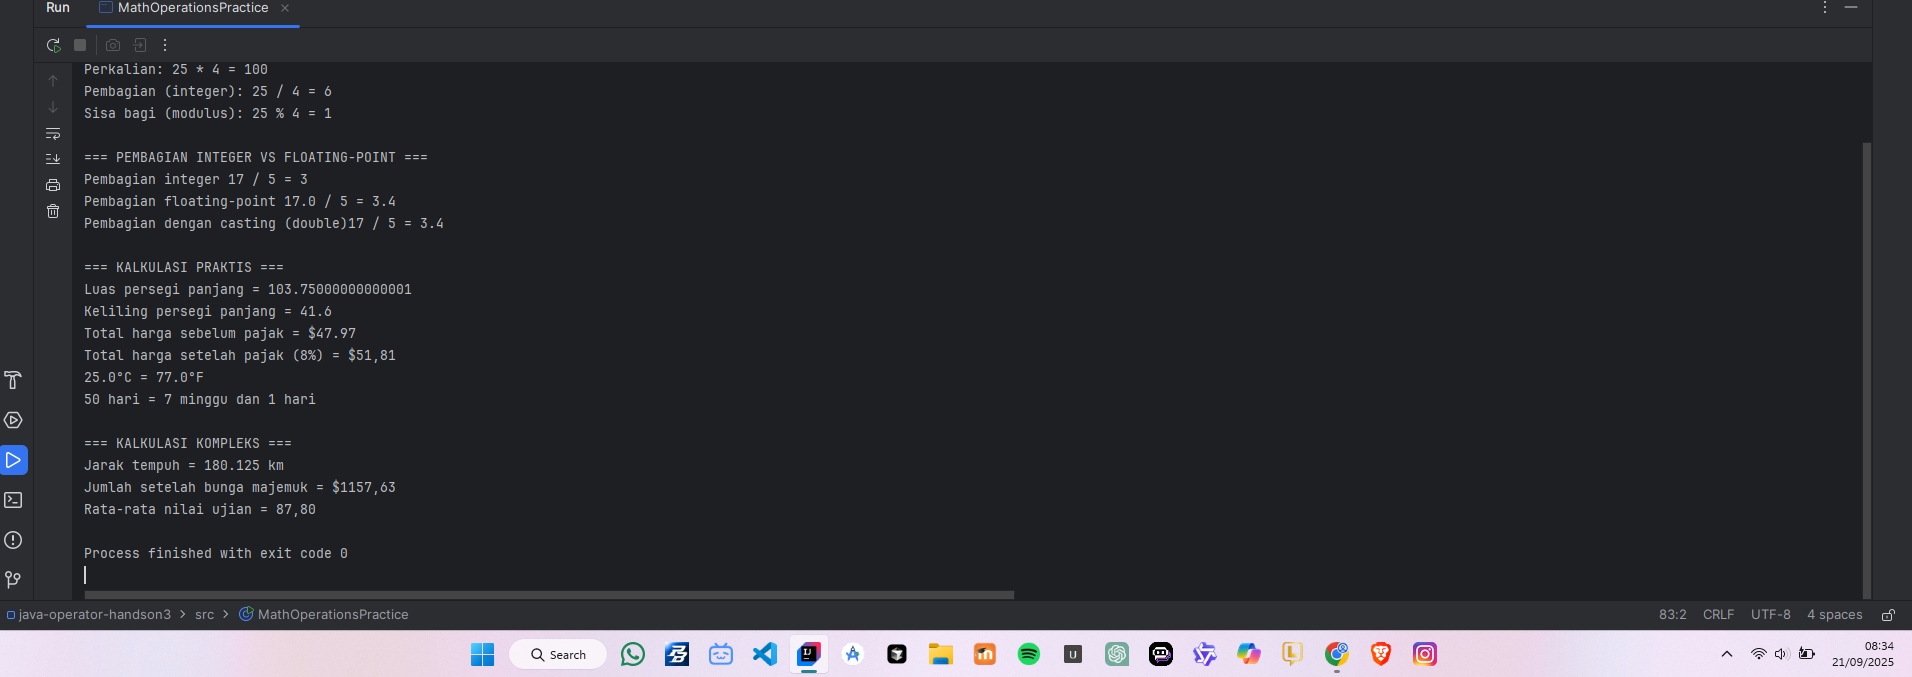 Run
MathOperationsPractice
Perkalian: 25 * 4 = 100
Pembagian (integer): 25 / 4 = 6
Sisa bagi (modulus): 25 % 4 = 1
=== PEMBAGIAN INTEGER VS FLOATING-POINT ===
Pembagian integer 17 / 5 = 3
Pembagian floating-point 17.0 / 5 = 3.4
Pembagian dengan casting (double)17 / 5 = 3.4
=== KALKULASI PRAKTIS ===
Luas persegi panjang = 103.75000000000001
Keliling persegi panjang = 41.6
Total harga sebelum pajak = $47.97
Total harga setelah pajak (8%) = $51,81
25.0°C = 77.0°F
50 hari = 7 minggu dan 1 hari
=== KALKULASI KOMPLEKS ===
Jarak tempuh = 180.125 km
Jumlah setelah bunga majemuk = $1157,63
Rata-rata nilai ujian = 87,80
Process finished with exit code 0
java-operator-handson3 > src > MathOperationsPractice
83:2 CRLF UTF-8 4 spaces
Search
08:34
21/09/2025